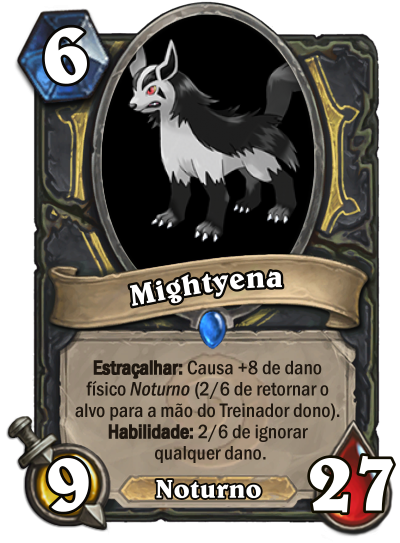 6
Mightyena
Estraçalhar: Causa +8 de dano
físico Noturno (2/6 de retornar o
alvo para a mão do Treinador dono).
Habilidade: 2/6 de ignorar
qualquer dano.
9
Noturno
27